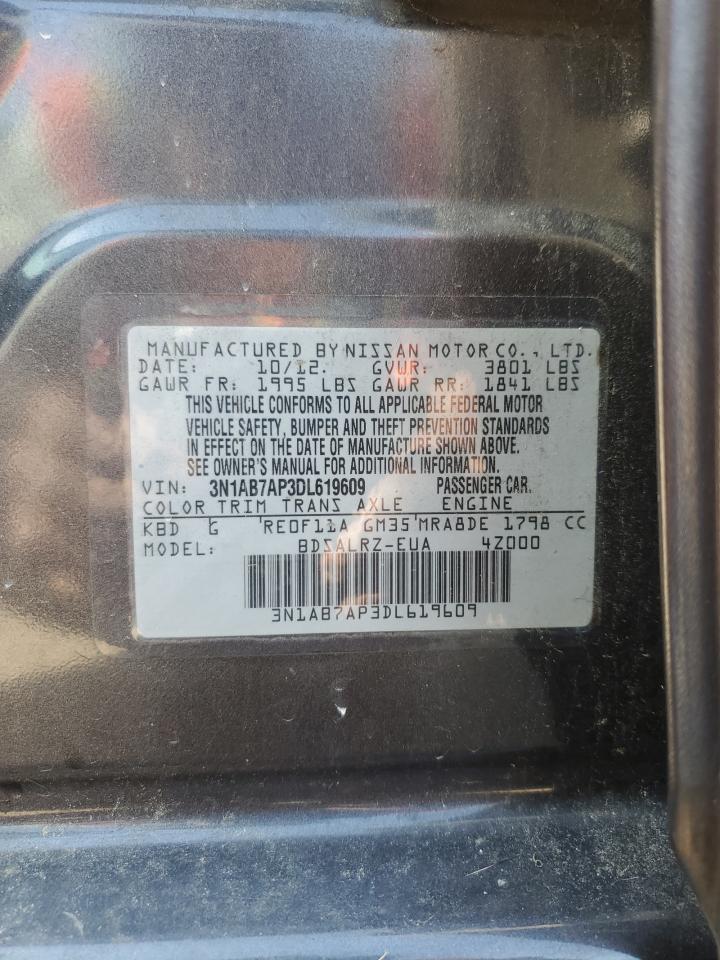 MANUFACTURED BY NISSAN MOTOR CO., LTD.
DATE: 10/12. GVWR: 3801 LBS
GAWR FR: 1995 LBS GAWR RR: 1841 LBS
THIS VEHICLE CONFORMS TO ALL APPLICABLE FEDERAL MOTOR
VEHICLE SAFETY, BUMPER AND THEFT PREVENTION STANDARDS
IN EFFECT ON THE DATE OF MANUFACTURE SHOWN ABOVE.
SEE OWNER'S MANUAL FOR ADDITIONAL INFORMATION.
VIN: 3N1AB7AP3DL619609 PASSENGER CAR.
COLOR TRIM TRANS AXLE ENGINE
KBD G RE0F11A GM35 MRA8DE 1798 CC
MODEL: BDSALRZ-EUA 4Z000
3N1AB7AP3DL619609